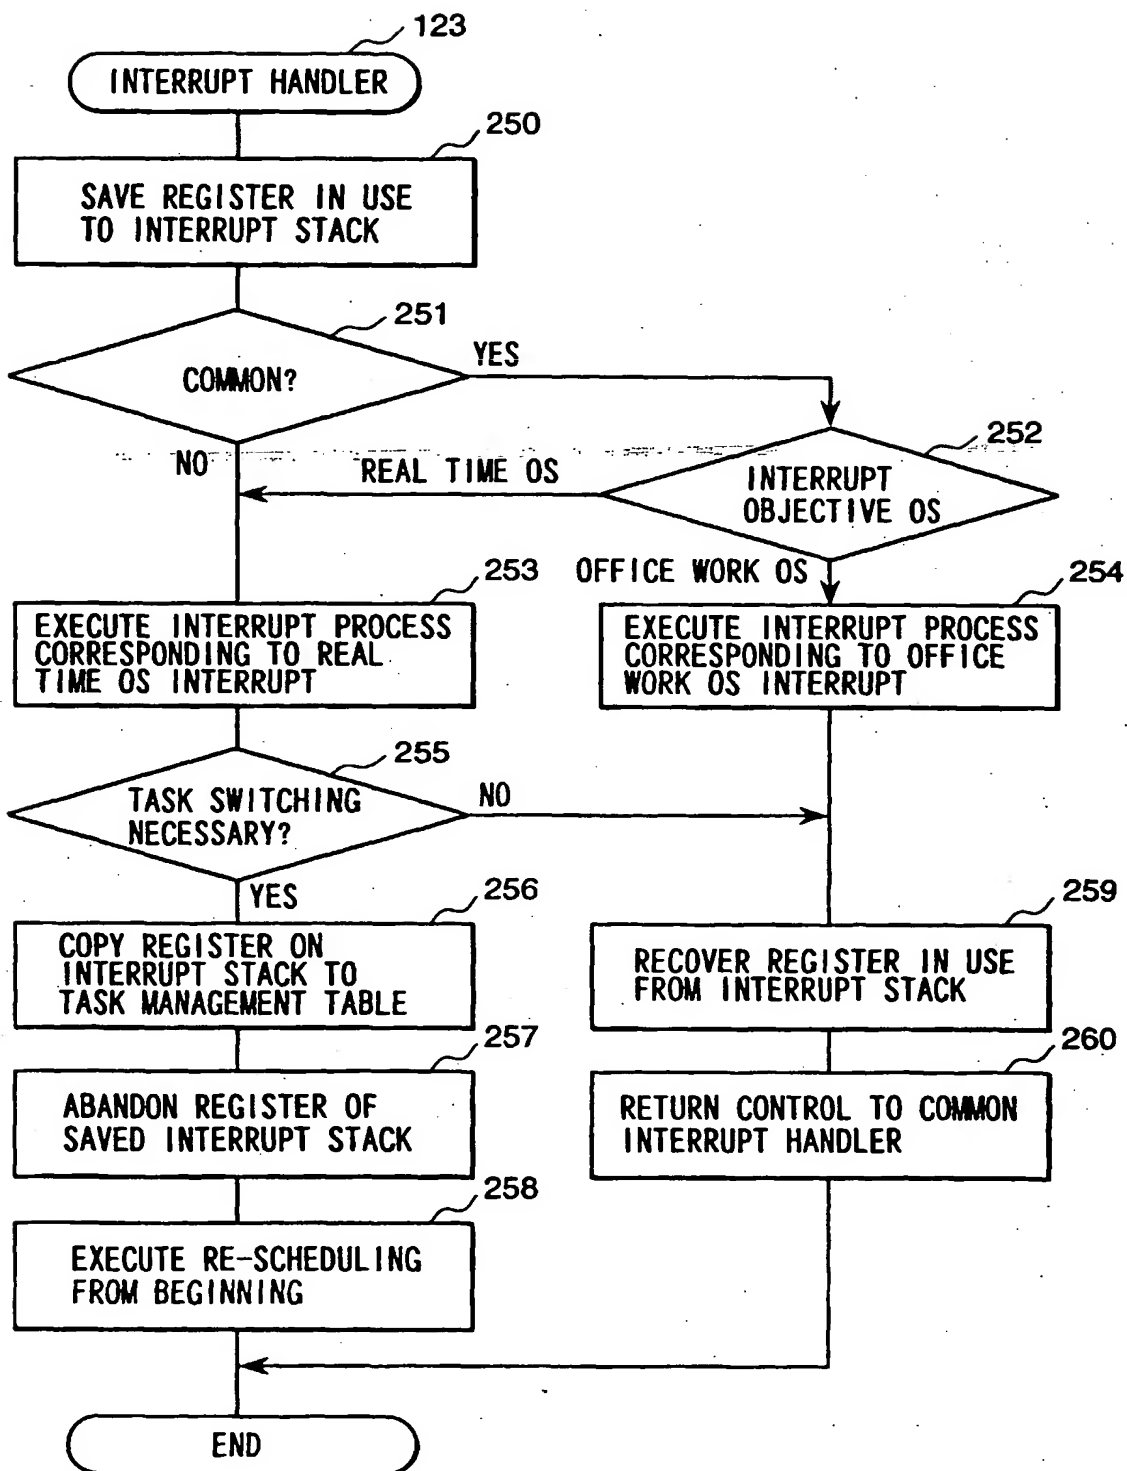 123
INTERRUPT HANDLER
250
SAVE REGISTER IN USE
TO INTERRUPT STACK
251
COMMON?
YES
NO
252
INTERRUPT
OBJECTIVE OS
REAL TIME OS
OFFICE WORK OS
253
EXECUTE INTERRUPT PROCESS
CORRESPONDING TO REAL
TIME OS INTERRUPT
254
EXECUTE INTERRUPT PROCESS
CORRESPONDING TO OFFICE
WORK OS INTERRUPT
255
TASK SWITCHING
NECESSARY?
NO
YES
256
COPY REGISTER ON
INTERRUPT STACK TO
TASK MANAGEMENT TABLE
259
RECOVER REGISTER IN USE
FROM INTERRUPT STACK
257
ABANDON REGISTER OF
SAVED INTERRUPT STACK
260
RETURN CONTROL TO COMMON
INTERRUPT HANDLER
258
EXECUTE RE-SCHEDULING
FROM BEGINNING
END